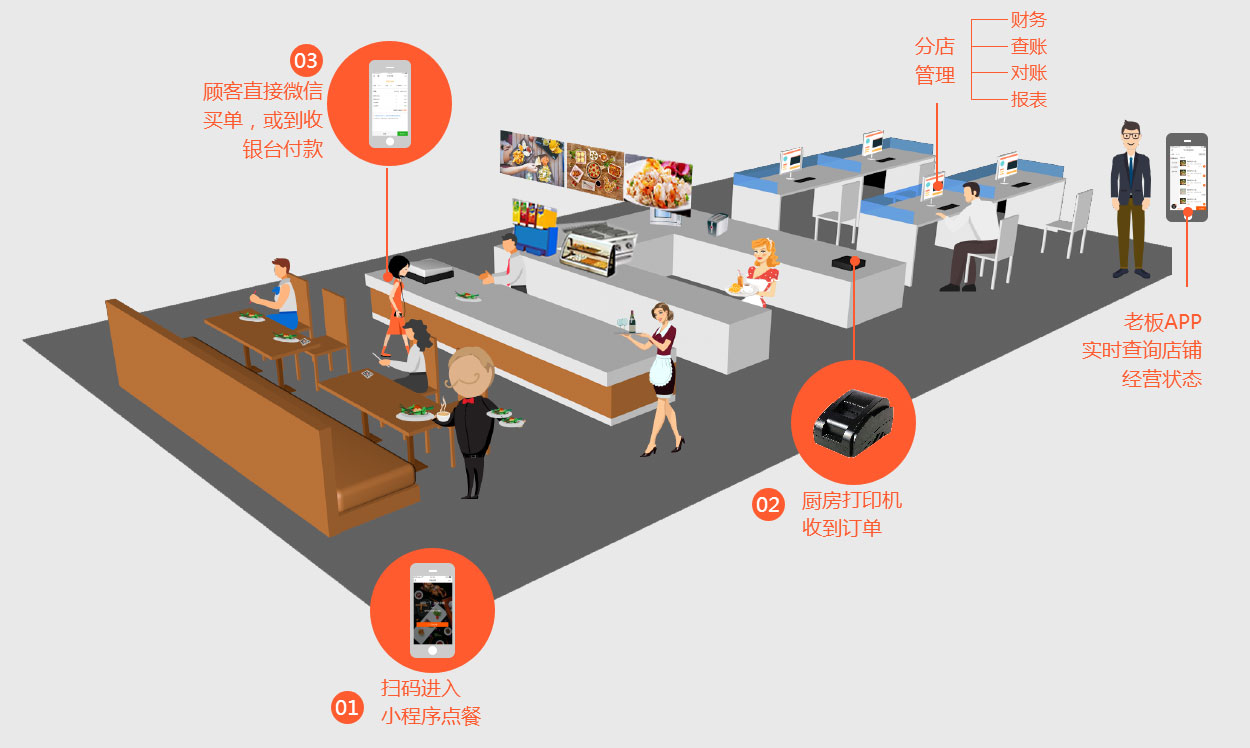 03
顾客直接微信
买单，或到收
银台付款
分店
管理
财务
查账
对账
报表
老板APP
实时查询店铺
经营状态
02
厨房打印机
收到订单
01
扫码进入
小程序点餐